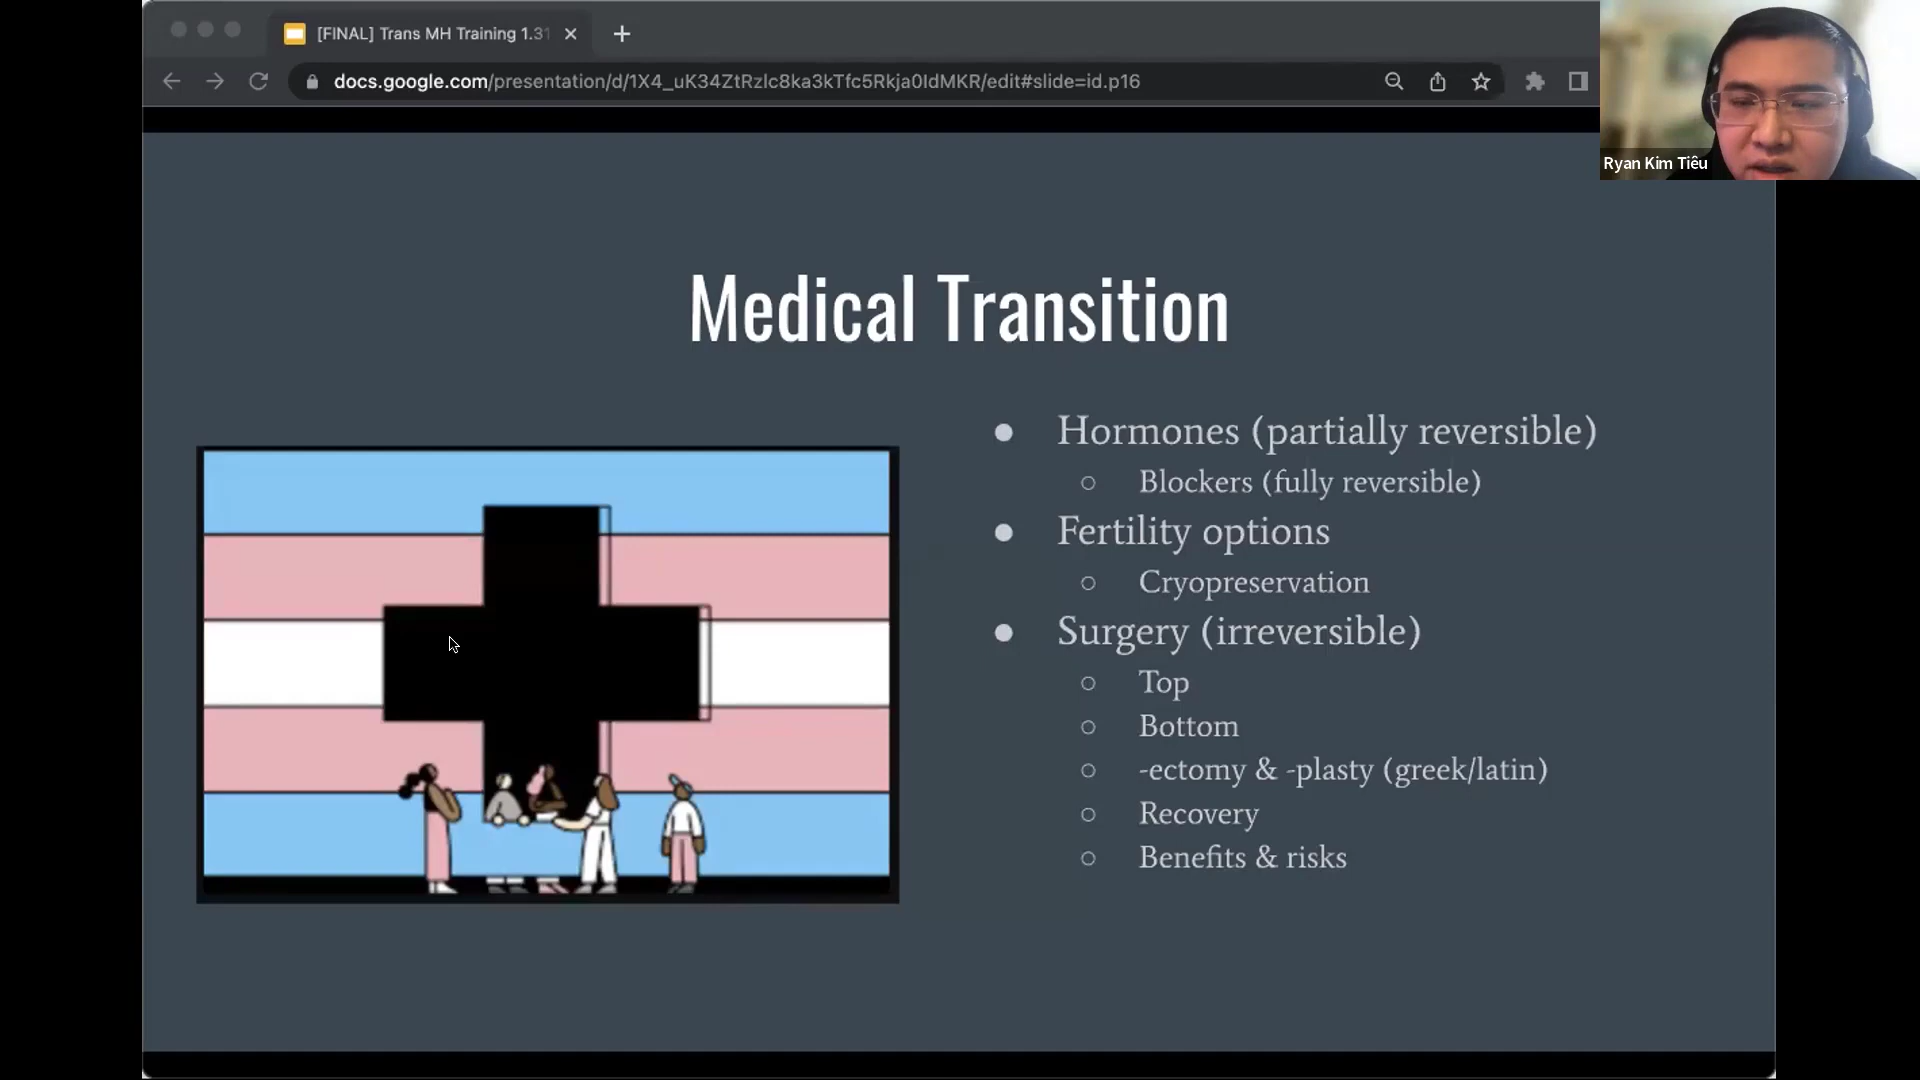 [FINAL] Trans MH Training 1.31
docs.google.com/presentation/d/1X4_uK34ZtRzlc8ka3kTfc5Rkja0IdMKR/edit#slide=id.p16
Ryan Kim Tiêu
Medical Transition
● Hormones (partially reversible)
○ Blockers (fully reversible)
● Fertility options
○ Cryopreservation
● Surgery (irreversible)
○ Top
○ Bottom
○ -ectomy & -plasty (greek/latin)
○ Recovery
○ Benefits & risks